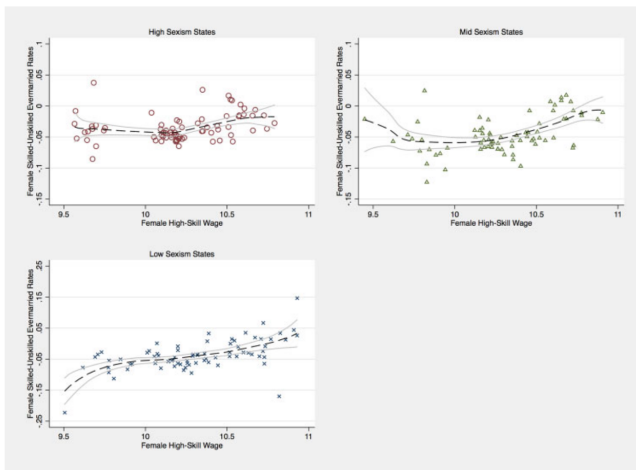 High Sexism States
Female Skilled-Unskilled Evermarried Rates
.1
.05
0
-.05
-.1
-.15
9.5 10 10.5 11
Female High-Skill Wage
Mid Sexism States
Female Skilled-Unskilled Evermarried Rates
.1
.05
0
-.05
-.1
-.15
9.5 10 10.5 11
Female High-Skill Wage
Low Sexism States
Female Skilled-Unskilled Evermarried Rates
.25
.15
.05
-.05
-.15
-.25
9.5 10 10.5 11
Female High-Skill Wage